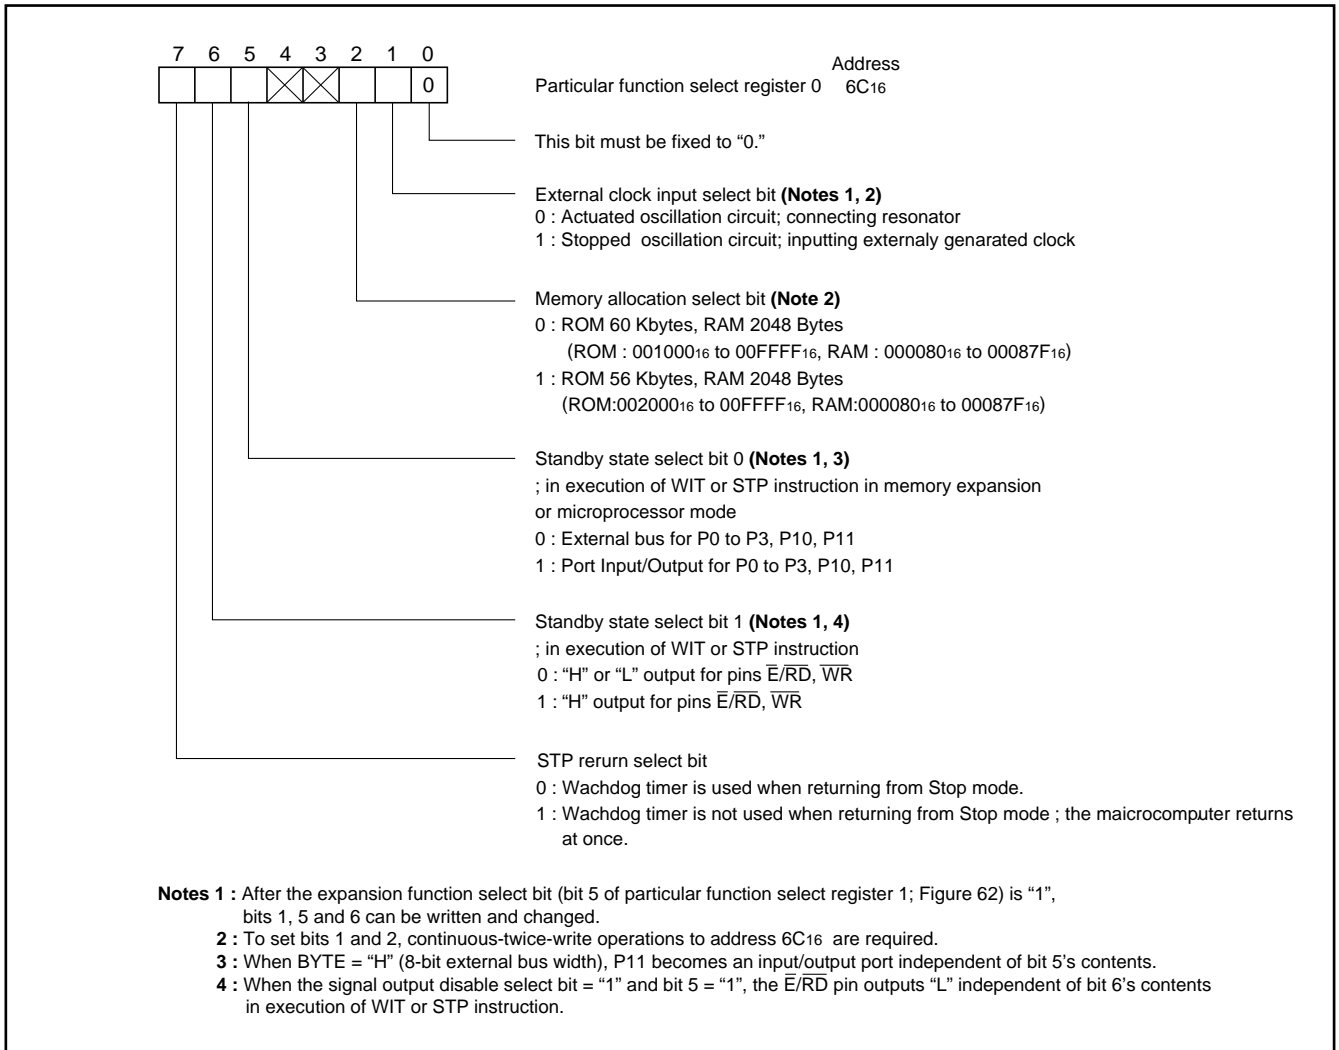 7 6 5 4 3 2 1 0
0
Address
Particular function select register 0 6C16
This bit must be fixed to “0.”
External clock input select bit (Notes 1, 2)
0 : Actuated oscillation circuit; connecting resonator
1 : Stopped oscillation circuit; inputting externaly genarated clock
Memory allocation select bit (Note 2)
0 : ROM 60 Kbytes, RAM 2048 Bytes
(ROM : 00100016 to 00FFFF16, RAM : 00008016 to 00087F16)
1 : ROM 56 Kbytes, RAM 2048 Bytes
(ROM:00200016 to 00FFFF16, RAM:00008016 to 00087F16)
Standby state select bit 0 (Notes 1, 3)
; in execution of WIT or STP instruction in memory expansion
or microprocessor mode
0 : External bus for P0 to P3, P10, P11
1 : Port Input/Output for P0 to P3, P10, P11
Standby state select bit 1 (Notes 1, 4)
; in execution of WIT or STP instruction
0 : “H” or “L” output for pins E̅/R̅D̅, W̅R̅
1 : “H” output for pins E̅/R̅D̅, W̅R̅
STP rerurn select bit
0 : Wachdog timer is used when returning from Stop mode.
1 : Wachdog timer is not used when returning from Stop mode ; the maicrocomputer returns
at once.
Notes 1 : After the expansion function select bit (bit 5 of particular function select register 1; Figure 62) is “1”,
bits 1, 5 and 6 can be written and changed.
2 : To set bits 1 and 2, continuous-twice-write operations to address 6C16 are required.
3 : When BYTE = “H” (8-bit external bus width), P11 becomes an input/output port independent of bit 5’s contents.
4 : When the signal output disable select bit = “1” and bit 5 = “1”, the E̅/R̅D̅ pin outputs “L” independent of bit 6’s contents
in execution of WIT or STP instruction.